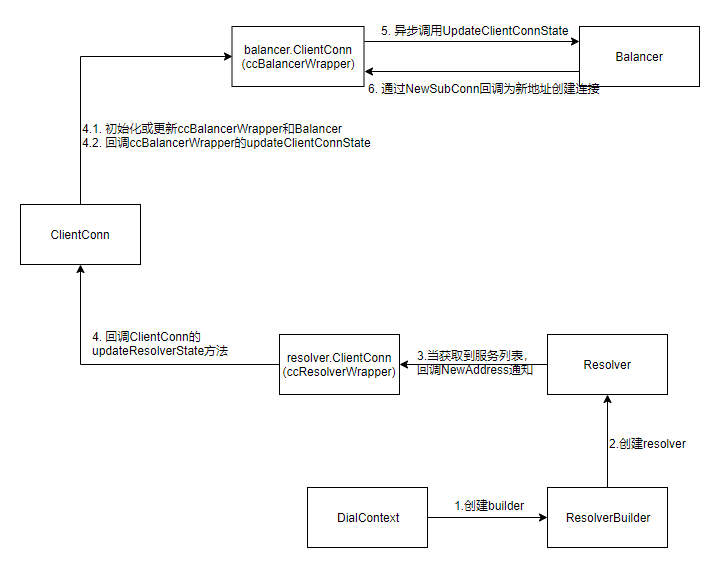 5. 异步调用UpdateClientConnState
balancer.ClientConn
(ccBalancerWrapper)
Balancer
6. 通过NewSubConn回调为新地址创建连接
4.1. 初始化或更新ccBalancerWrapper和Balancer
4.2. 回调ccBalancerWrapper的updateClientConnState
ClientConn
4. 回调ClientConn的
updateResolverState方法
resolver.ClientConn
(ccResolverWrapper)
3.当获取到服务列表，
回调NewAddress通知
Resolver
2.创建resolver
DialContext
1.创建builder
ResolverBuilder